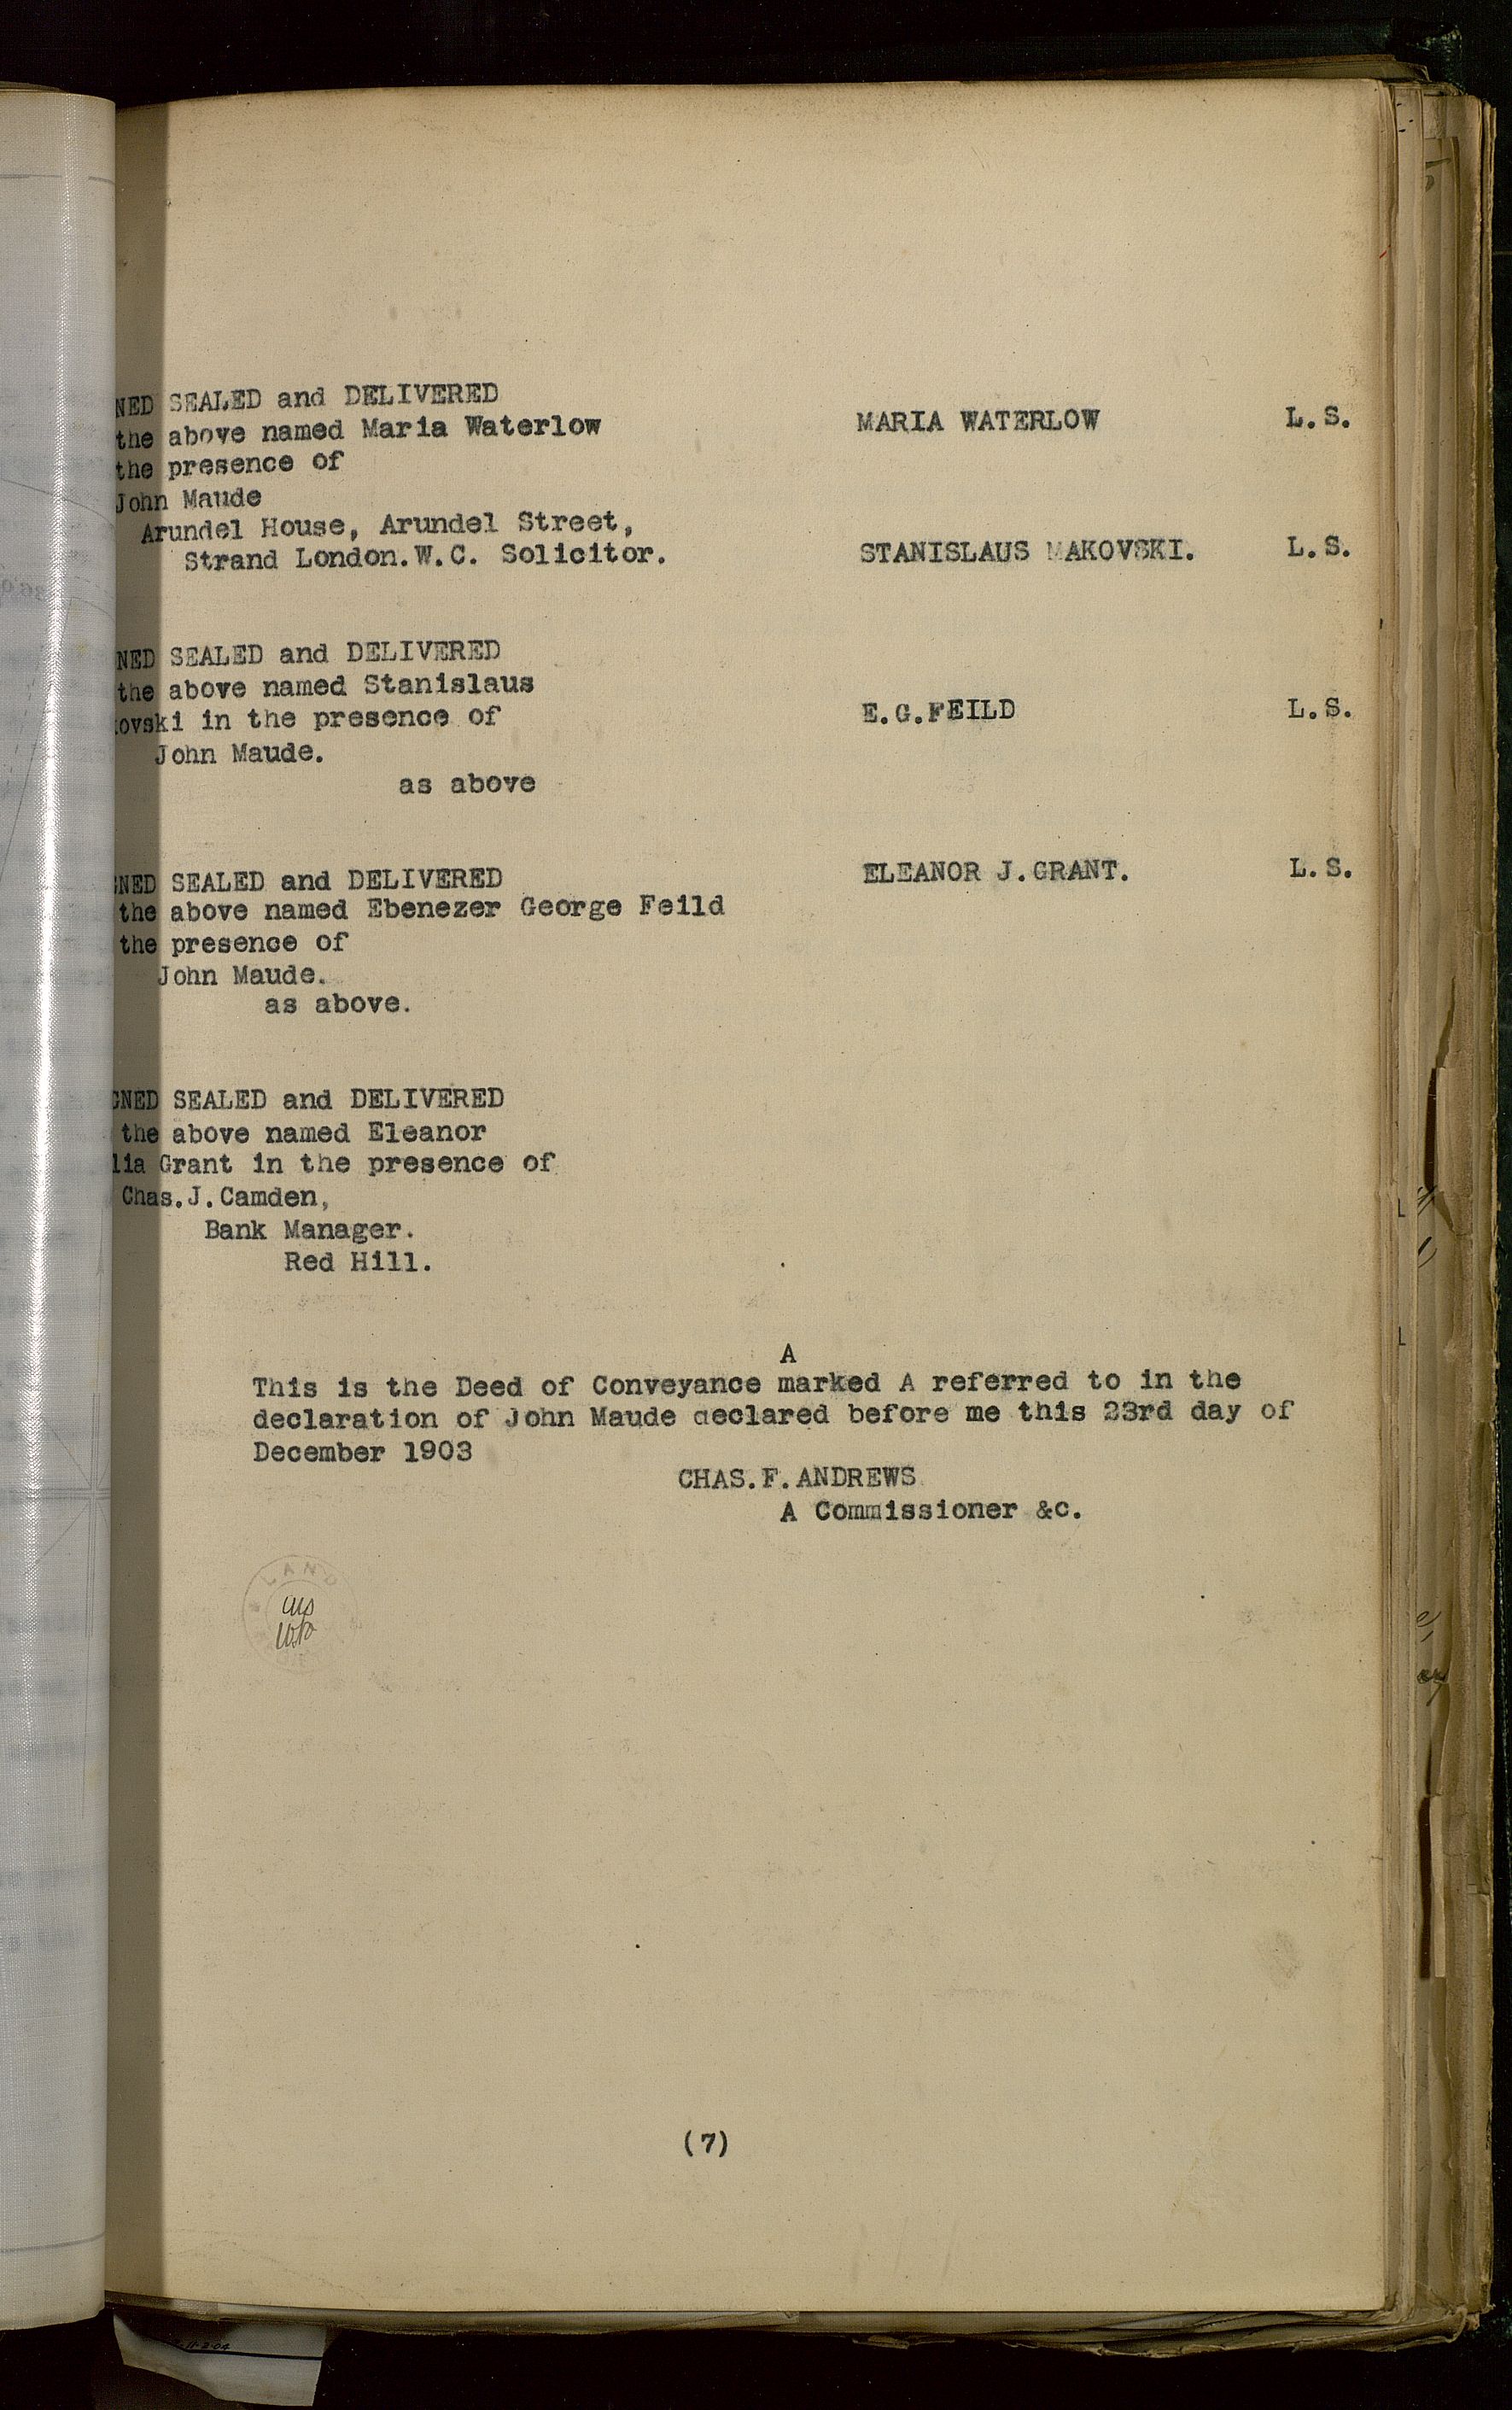 NED SEALED and DELIVERED
the above named Maria Waterlow
the presence of
John Maude
Arundel House, Arundel Street,
Strand London.W.C. Solicitor.
MARIA WATERLOW L.S.
STANISLAUS MAKOVSKI. L.S.
NED SEALED and DELIVERED
the above named Stanislaus
kovski in the presence of
John Maude.
as above
E.G.FEILD L.S.
GNED SEALED and DELIVERED
the above named Ebenezer George Feild
the presence of
John Maude.
as above.
ELEANOR J.GRANT. L.S.
GNED SEALED and DELIVERED
the above named Eleanor
lia Grant in the presence of
Chas.J.Camden,
Bank Manager.
Red Hill.
A
This is the Deed of Conveyance marked A referred to in the
declaration of John Maude declared before me this 23rd day of
December 1903
CHAS.F.ANDREWS
A Commissioner &c.
LAND
(7)